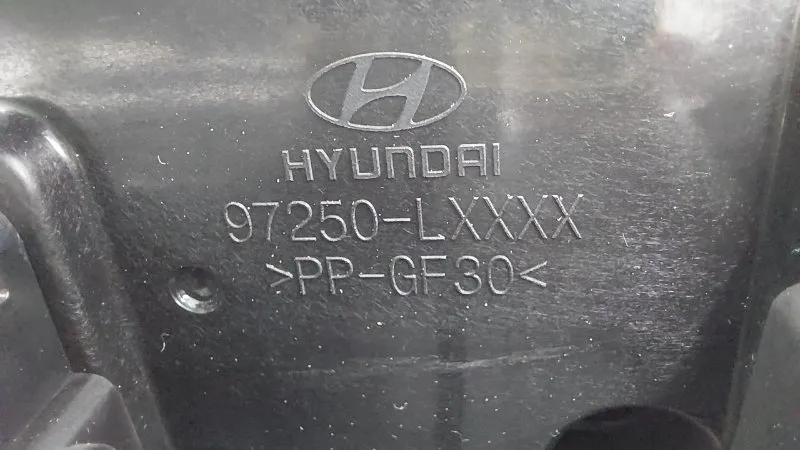 HYUNDAI
97250-LXXXX
>PP-GF30<